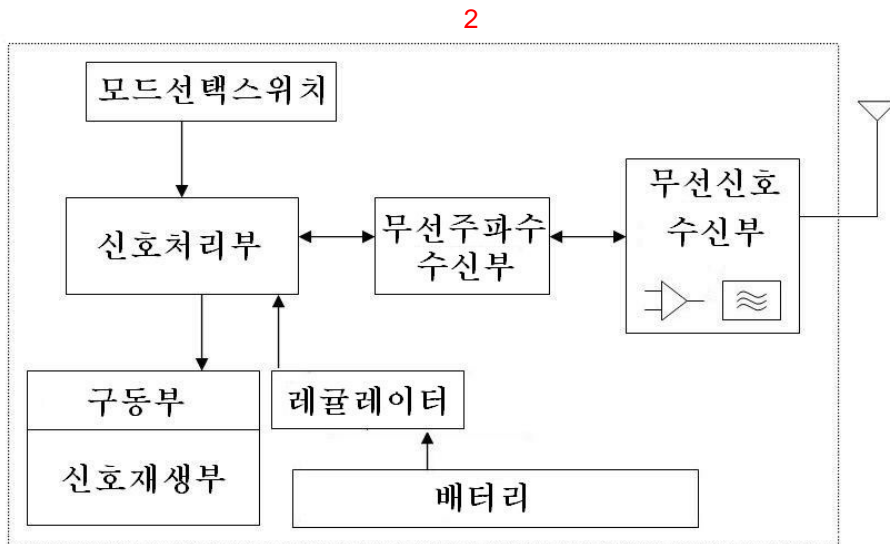 2
모드선택스위치
신호처리부
무선주파수
수신부
무선신호
수신부
구동부
신호재생부
레귤레이터
배터리